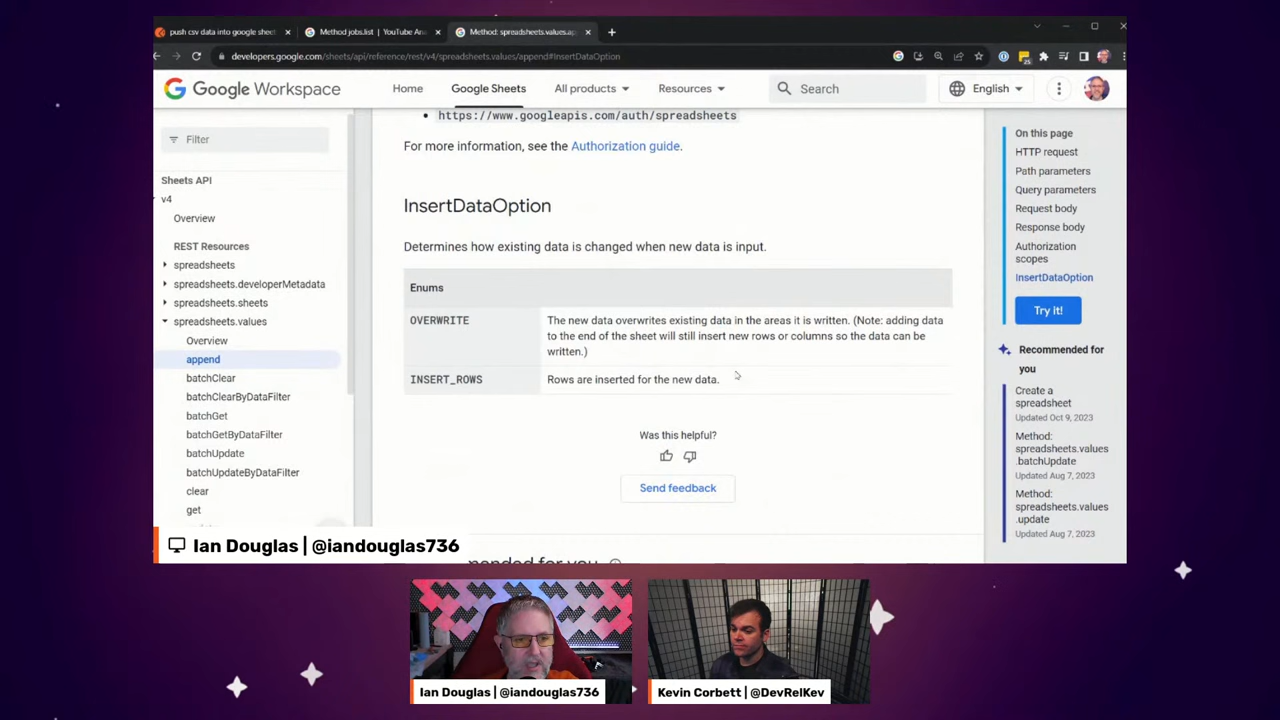 push csv data into google sheet
Method jobs.list | YouTube An
Method: spreadsheets.values.ap
developers.google.com/sheets/api/reference/rest/v4/spreadsheets.values/append#InsertDataOption
Google Workspace
Home
Google Sheets
All products
Resources
Search
English
Filter
Sheets API
v4
Overview
REST Resources
spreadsheets
spreadsheets.developerMetadata
spreadsheets.sheets
spreadsheets.values
Overview
append
batchClear
batchClearByDataFilter
batchGet
batchGetByDataFilter
batchUpdate
batchUpdateByDataFilter
clear
get
https://www.googleapis.com/auth/spreadsheets
For more information, see the Authorization guide.
InsertDataOption
Determines how existing data is changed when new data is input.
Enums
OVERWRITE
The new data overwrites existing data in the areas it is written. (Note: adding data
to the end of the sheet will still insert new rows or columns so the data can be
written.)
INSERT_ROWS
Rows are inserted for the new data.
Was this helpful?
Send feedback
On this page
HTTP request
Path parameters
Query parameters
Request body
Response body
Authorization
scopes
InsertDataOption
Try it!
Recommended for
you
Create a
spreadsheet
Updated Oct 9, 2023
Method:
spreadsheets.values
.batchUpdate
Updated Aug 7, 2023
Method:
spreadsheets.values
.update
Updated Aug 7, 2023
Ian Douglas | @iandouglas736
Ian Douglas | @iandouglas736
Kevin Corbett | @DevRelKev